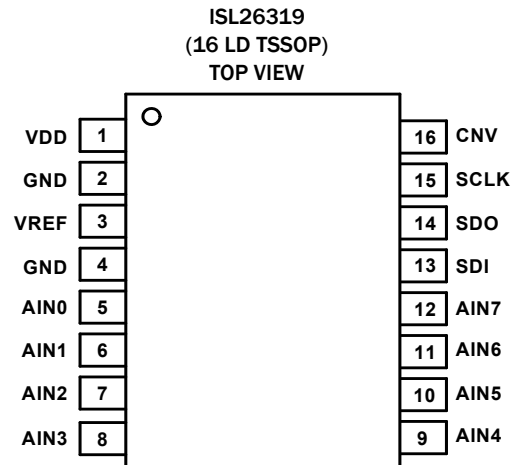 ISL26319
(16 LD TSSOP)
TOP VIEW
VDD 1 16 CNV
GND 2 15 SCLK
VREF 3 14 SDO
GND 4 13 SDI
AIN0 5 12 AIN7
AIN1 6 11 AIN6
AIN2 7 10 AIN5
AIN3 8 9 AIN4